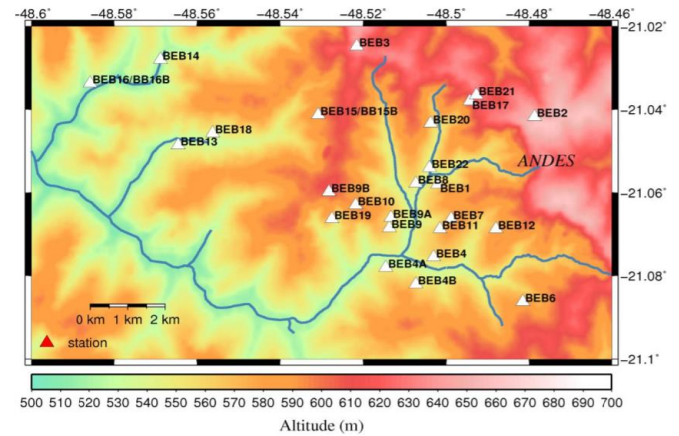 -48.6 -48.58 -48.56 -48.54 -48.52 -48.5 -48.48 -48.46
-21.02°
BEB3
BEB14
BEB16/BB16B
BEB21
BEB17
-21.04°
BEB15/BB15B
BEB2
BEB20
BEB18
BEB13
ANDES
BEB22
BEB8
BEB9B
BEB1
-21.06°
BEB10
BEB19
BEB9A
BEB7
BEB9
BEB11
BEB12
BEB4
BEB4A
-21.08°
BEB4B
BEB6
0 km 1 km 2 km
station
-21.1°
500 510 520 530 540 550 560 570 580 590 600 610 620 630 640 650 660 670 680 690 700
Altitude (m)